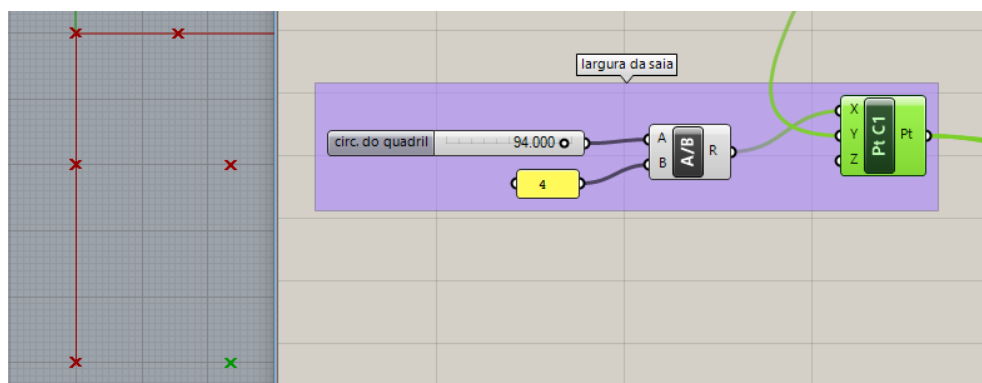 largura da saia
circ. do quadril 94.000
4
A
B
A/B
R
X
Y
Z
Pt C1
Pt